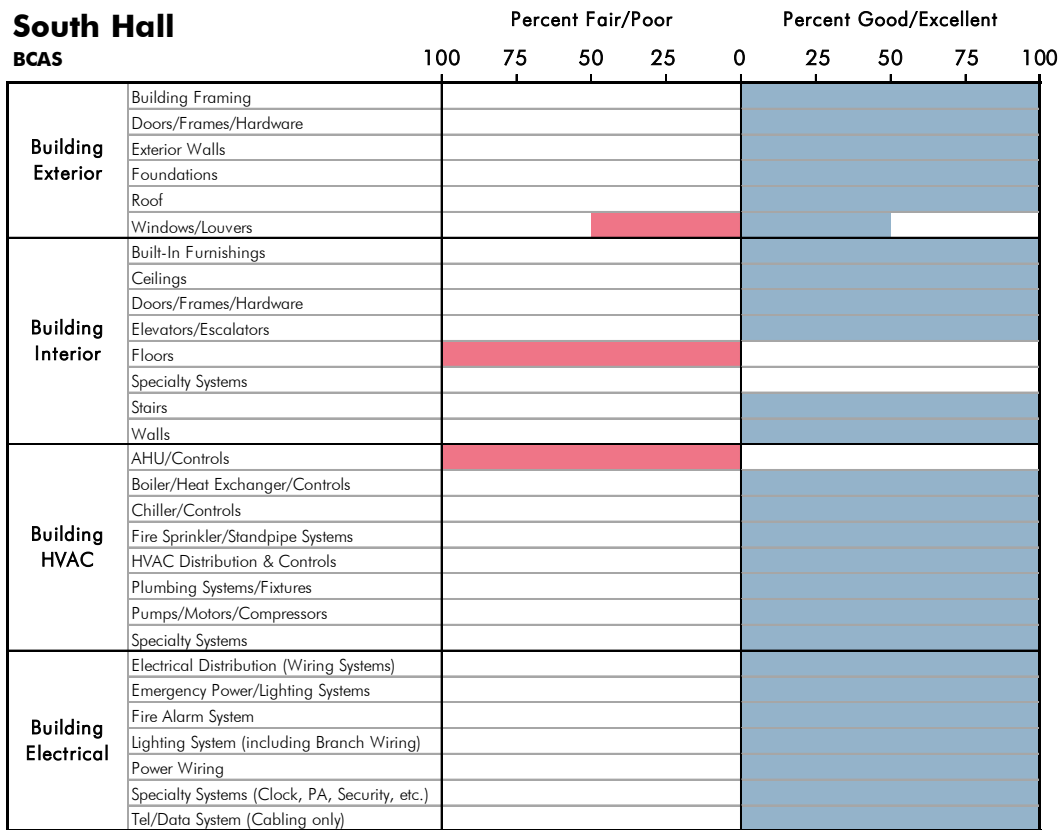 South Hall
Percent Fair/Poor Percent Good/Excellent
BCAS 100 75 50 25 0 25 50 75 100
Building Exterior
Building Framing
Doors/Frames/Hardware
Exterior Walls
Foundations
Roof
Windows/Louvers
Building Interior
Built-In Furnishings
Ceilings
Doors/Frames/Hardware
Elevators/Escalators
Floors
Specialty Systems
Stairs
Walls
Building HVAC
AHU/Controls
Boiler/Heat Exchanger/Controls
Chiller/Controls
Fire Sprinkler/Standpipe Systems
HVAC Distribution & Controls
Plumbing Systems/Fixtures
Pumps/Motors/Compressors
Specialty Systems
Building Electrical
Electrical Distribution (Wiring Systems)
Emergency Power/Lighting Systems
Fire Alarm System
Lighting System (including Branch Wiring)
Power Wiring
Specialty Systems (Clock, PA, Security, etc.)
Tel/Data System (Cabling only)